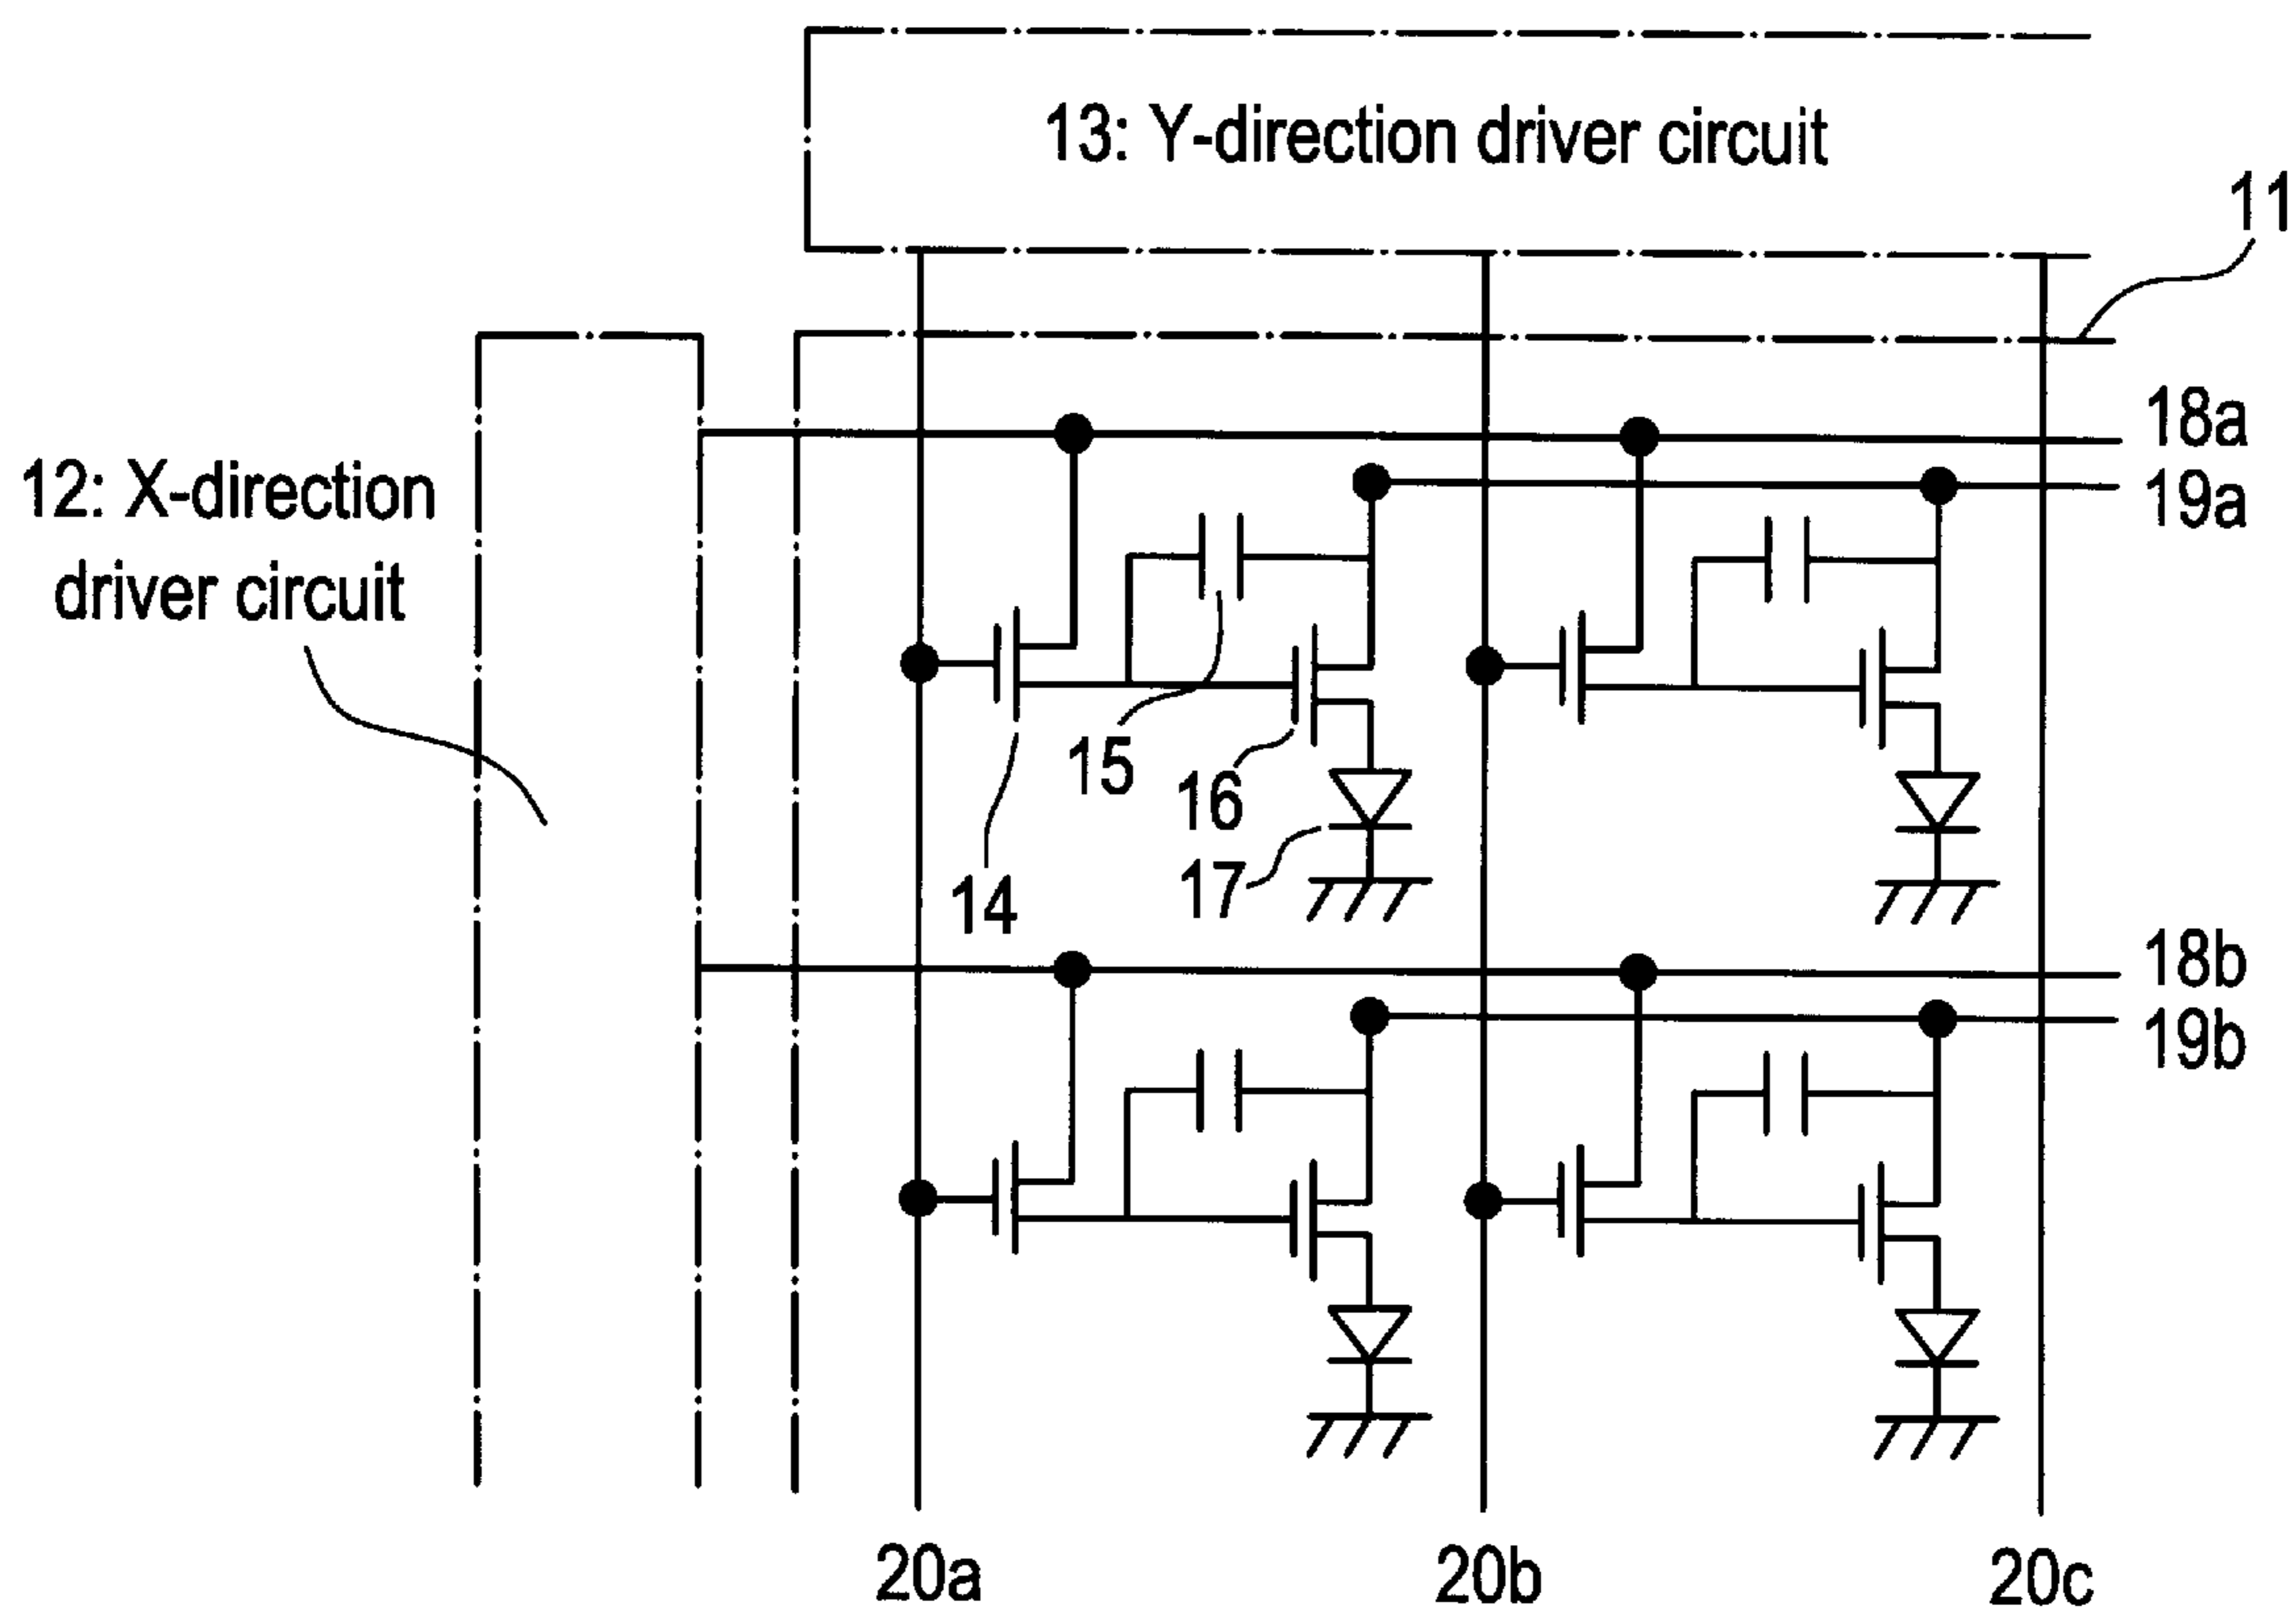 13: Y-direction driver circuit
11
18a
12: X-direction
driver circuit
19a
15
16
17
14
18b
19b
20a
20b
20c